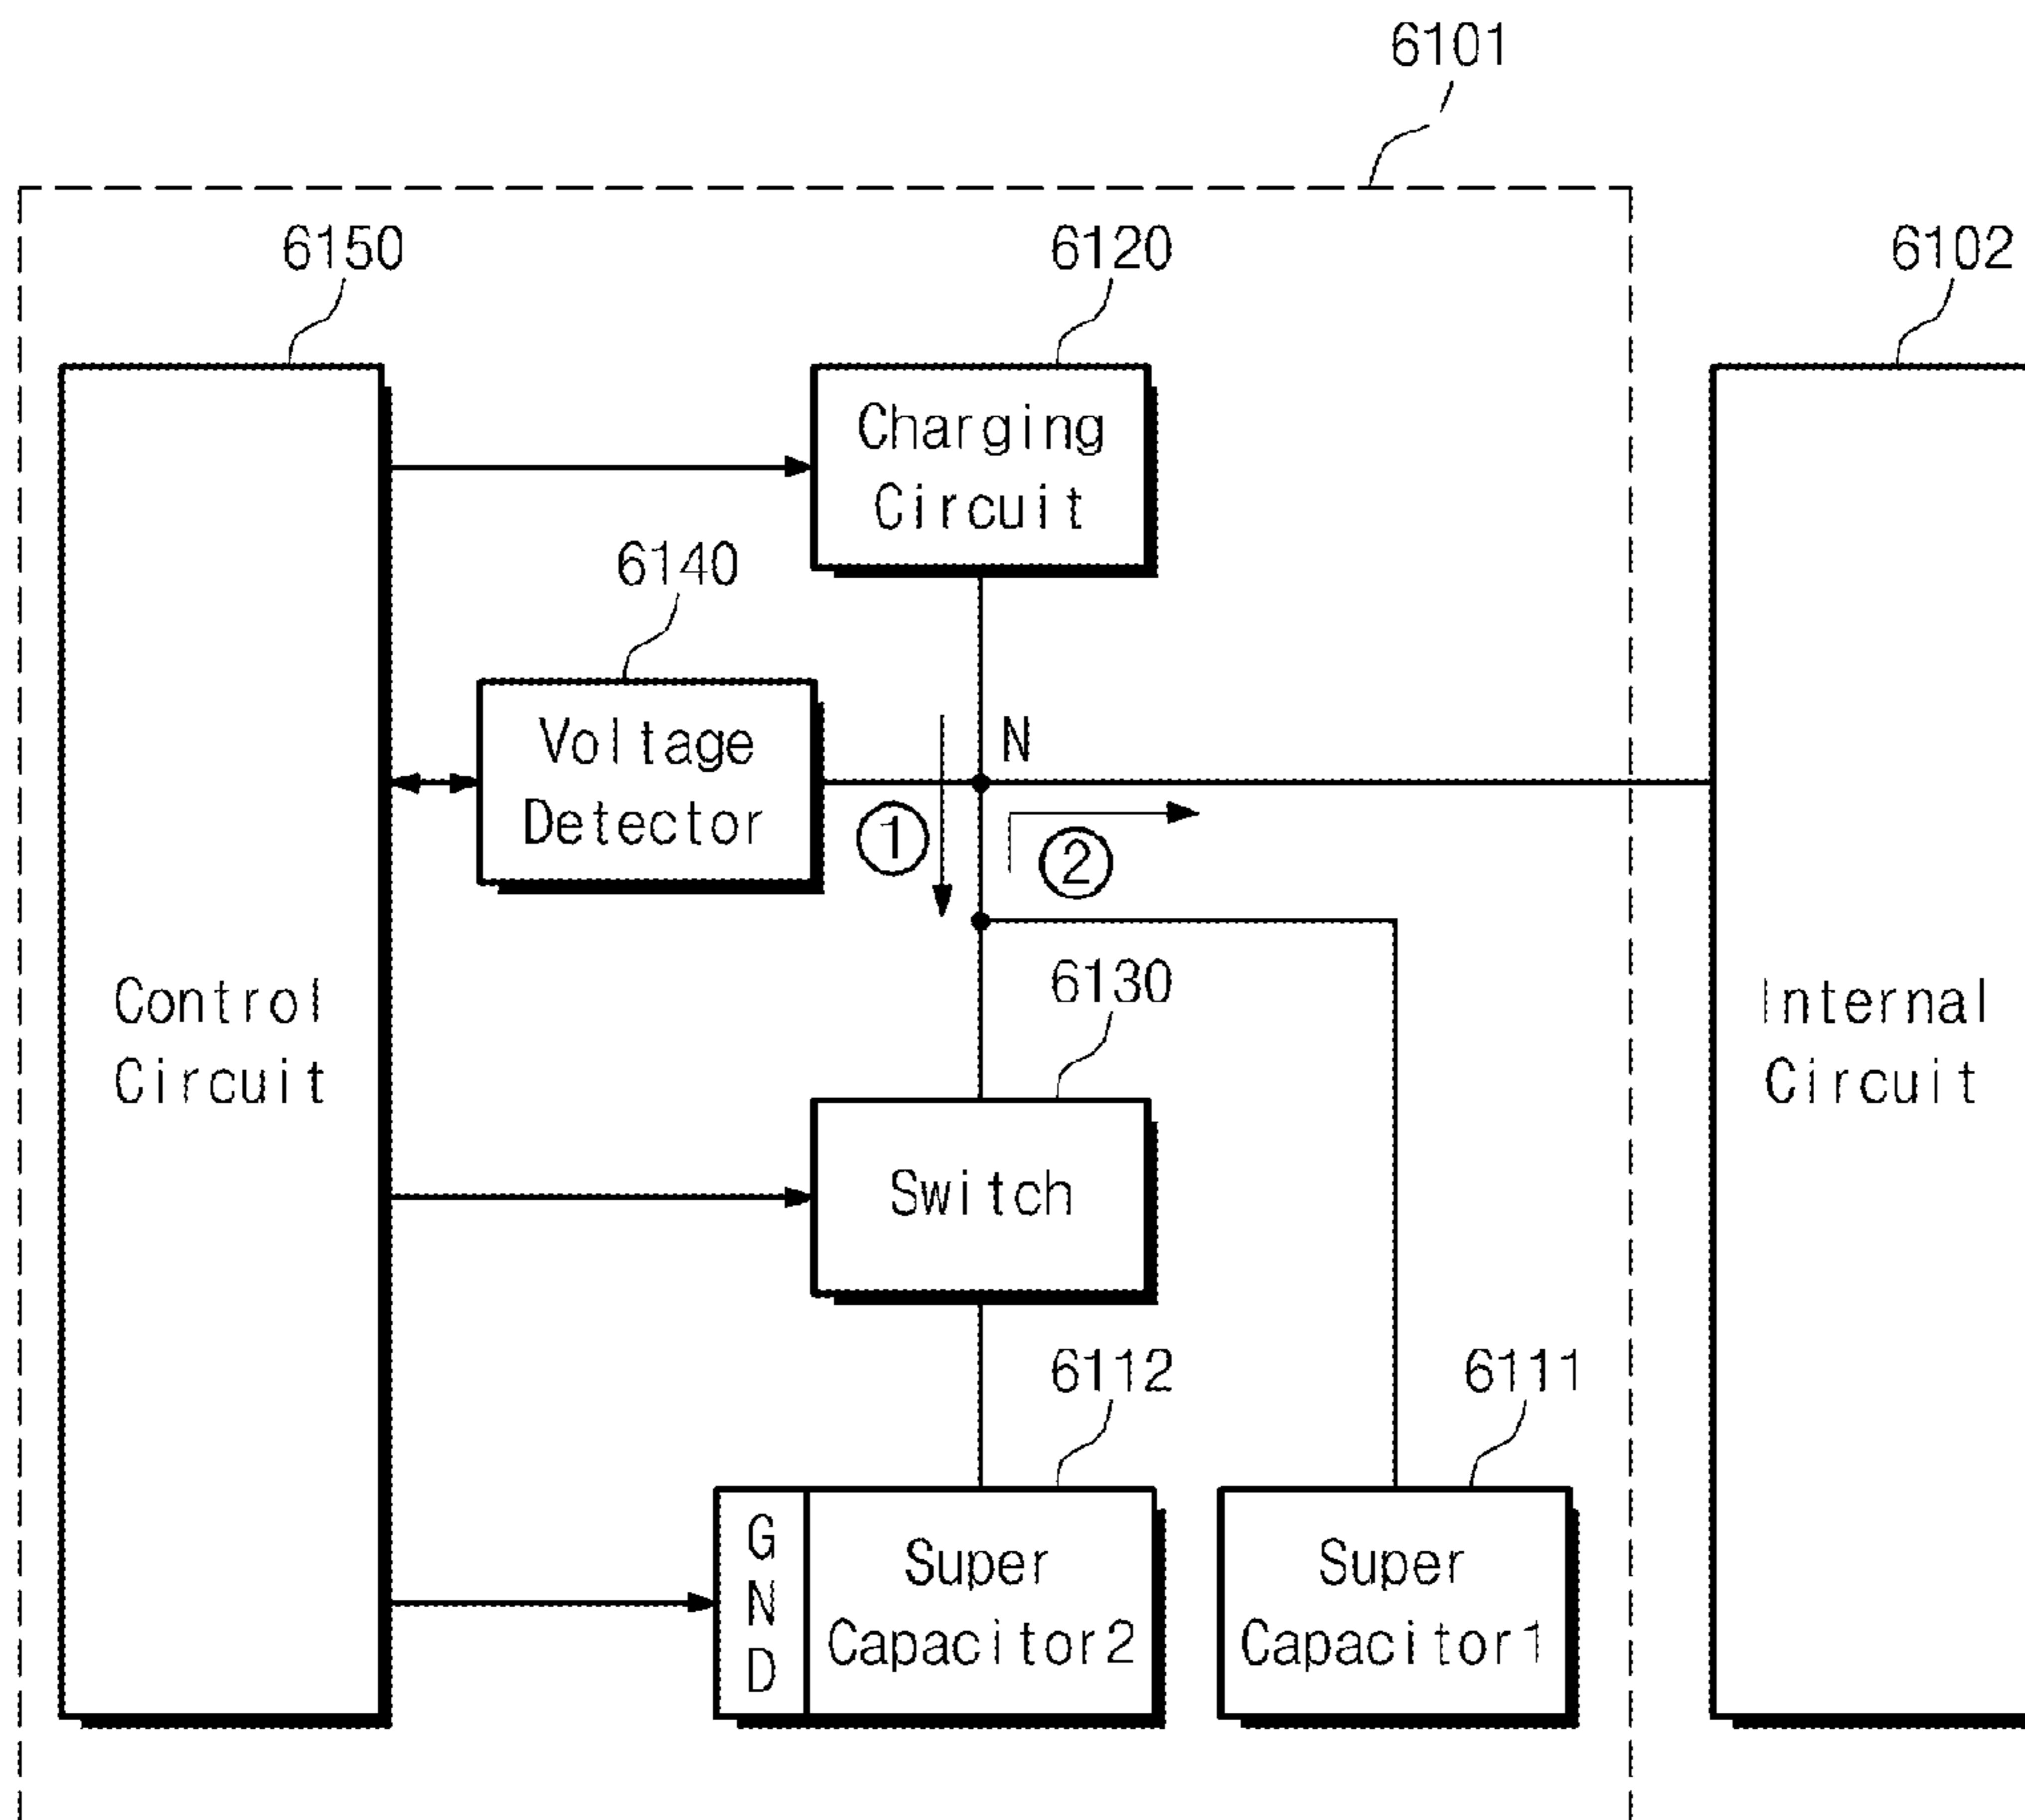 6101
6150
6120
6102
Charging
Circuit
6140
Voltage
Detector
N
①
②
Control
Circuit
6130
Internal
Circuit
Switch
6112
6111
GND
Super
Capacitor2
Super
Capacitor1